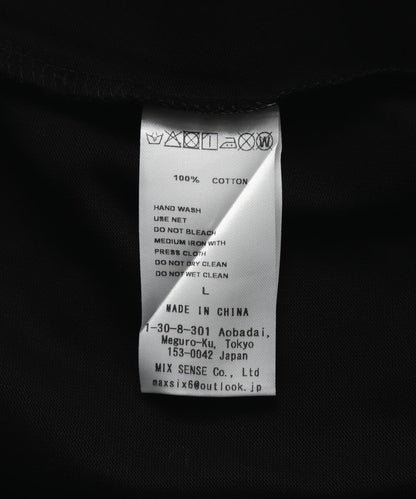 100% COTTON
HAND WASH
USE NET
DO NOT BLEACH
MEDIUM IRON WITH
PRESS CLOTH
DO NOT DRY CLEAN
DO NOT WET CLEAN
L
MADE IN CHINA
1-30-8-301 Aobadai,
Meguro-Ku, Tokyo
153-0042 Japan
MIX SENSE Co., Ltd
maxsix6@outlook.jp